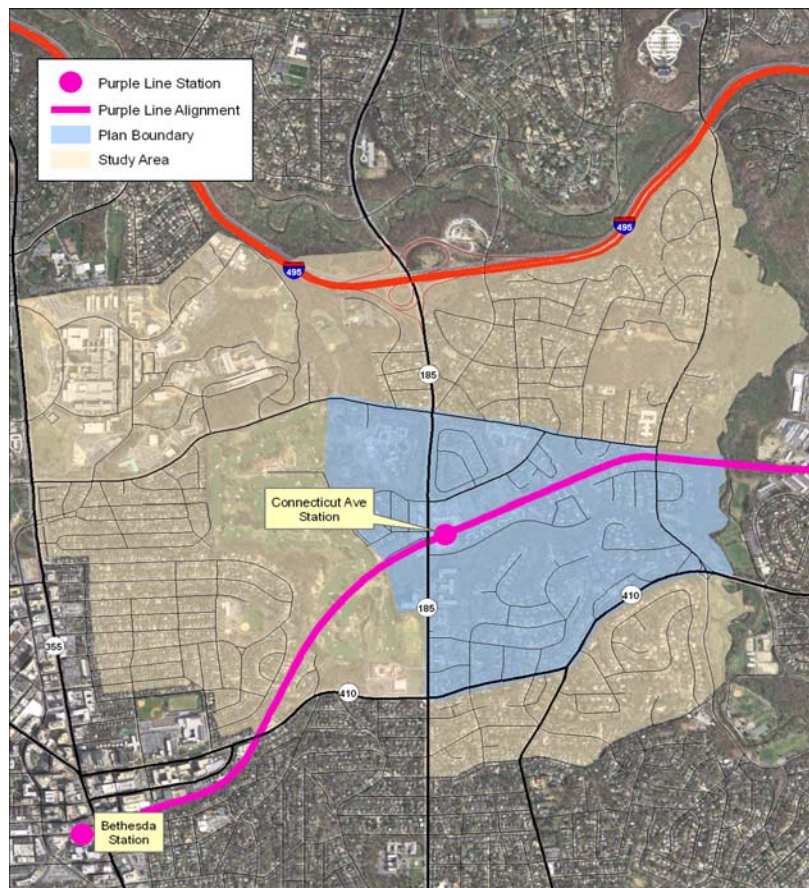 Purple Line Station
Purple Line Alignment
Plan Boundary
Study Area
495
495
185
Connecticut Ave
Station
185
410
355
410
Bethesda
Station